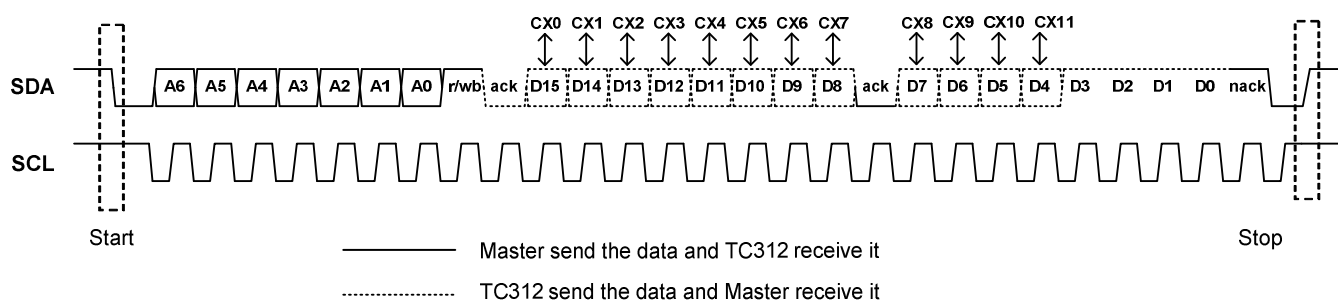 CX0 CX1 CX2 CX3 CX4 CX5 CX6 CX7 CX8 CX9 CX10 CX11
SDA A6 A5 A4 A3 A2 A1 A0 r/wb ack D15 D14 D13 D12 D11 D10 D9 D8 ack D7 D6 D5 D4 D3 D2 D1 D0 nack
SCL
Start Stop
Master send the data and TC312 receive it
TC312 send the data and Master receive it